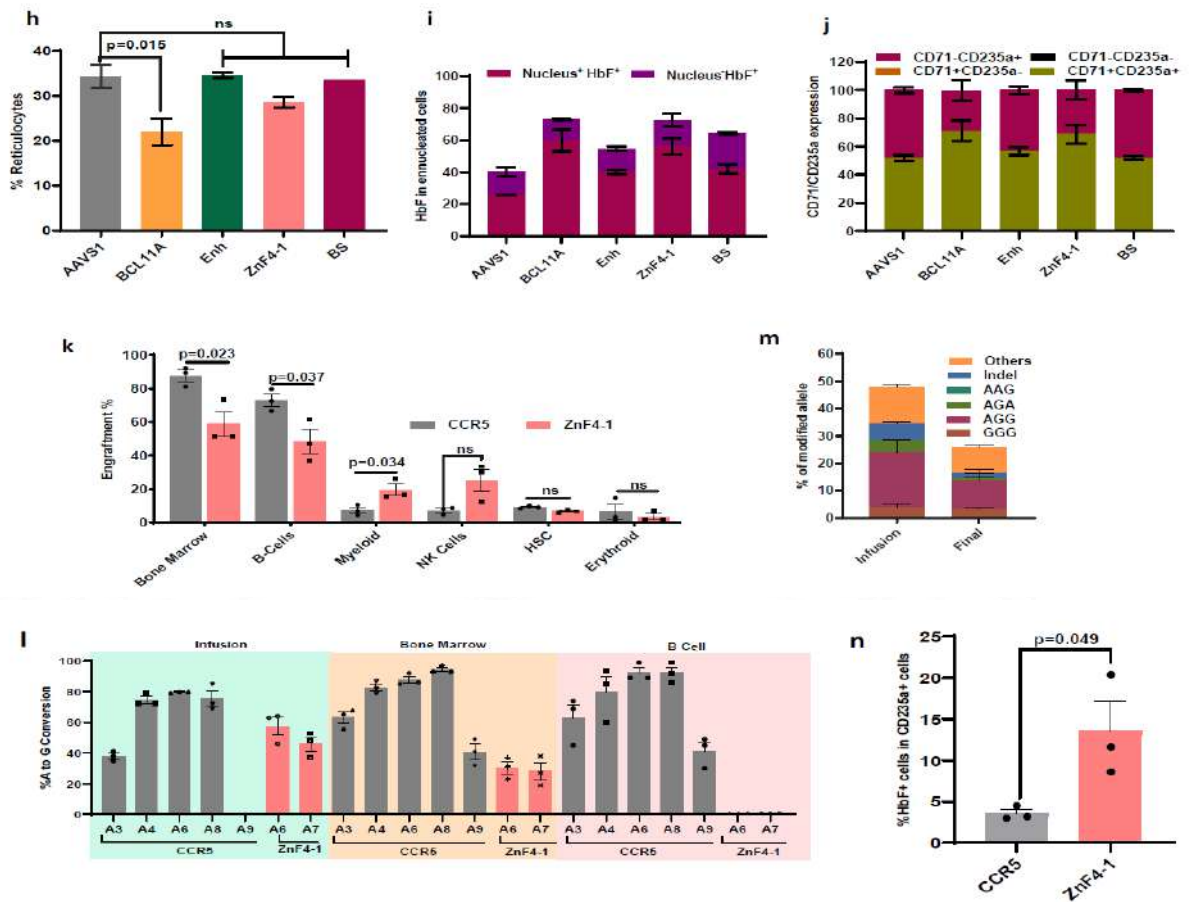 h
ns
p=0.015
% Reticulocytes
40
30
20
10
0
AAVS1
BCL11A
Enh
ZnF4-1
BS
i
Nucleus+ HbF+
Nucleus-HbF+
HbF in ennucleated cells
100
80
60
40
20
0
AAVS1
BCL11A
Enh
ZnF4-1
BS
j
CD71-CD235a+
CD71-CD235a-
CD71+CD235a-
CD71+CD235a+
CD71/CD235a expression
120
100
80
60
40
20
0
AAVS1
BCL11A
Enh
ZnF4-1
BS
k
p=0.023
p=0.037
p=0.034
ns
ns
ns
CCR5
ZnF4-1
Engraftment %
100
80
60
40
20
0
Bone Marrow
B-Cells
Myeloid
NK Cells
HSC
Erythroid
m
Others
Indel
AAG
AGA
AGG
GGG
% of modified allele
60
50
40
30
20
10
0
Infusion
Final
l
Infusion
Bone Marrow
B Cell
%A to G Conversion
100
80
60
40
20
0
A3 A4 A6 A8 A9 A6 A7 A3 A4 A6 A8 A9 A6 A7 A3 A4 A6 A8 A9 A6 A7
CCR5 ZnF4-1 CCR5 ZnF4-1 CCR5 ZnF4-1
n
p=0.049
%HbF+ cells in CD235a+ cells
25
20
15
10
5
0
CCR5
ZnF4-1